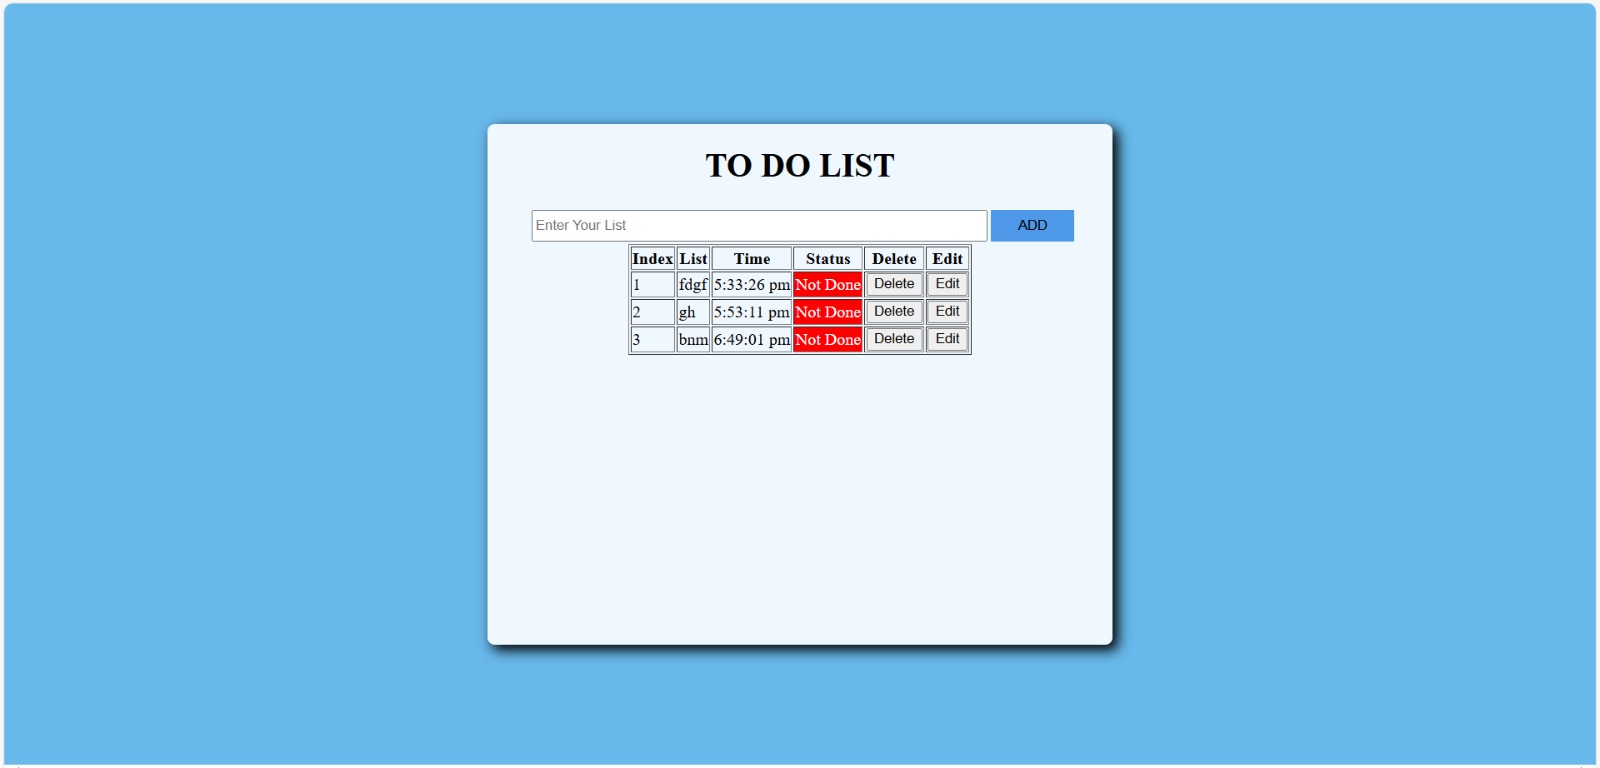 TO DO LIST
Enter Your List ADD
Index List Time Status Delete Edit
1 fdgf 5:33:26 pm Not Done Delete Edit
2 gh 5:53:11 pm Not Done Delete Edit
3 bnm 6:49:01 pm Not Done Delete Edit